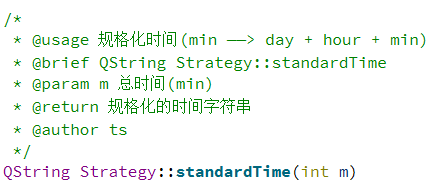 /*
 * @usage 规格化时间(min ——> day + hour + min)
 * @brief QString Strategy::standardTime
 * @param m 总时间(min)
 * @return 规格化的时间字符串
 * @author ts
 */
QString Strategy::standardTime(int m)